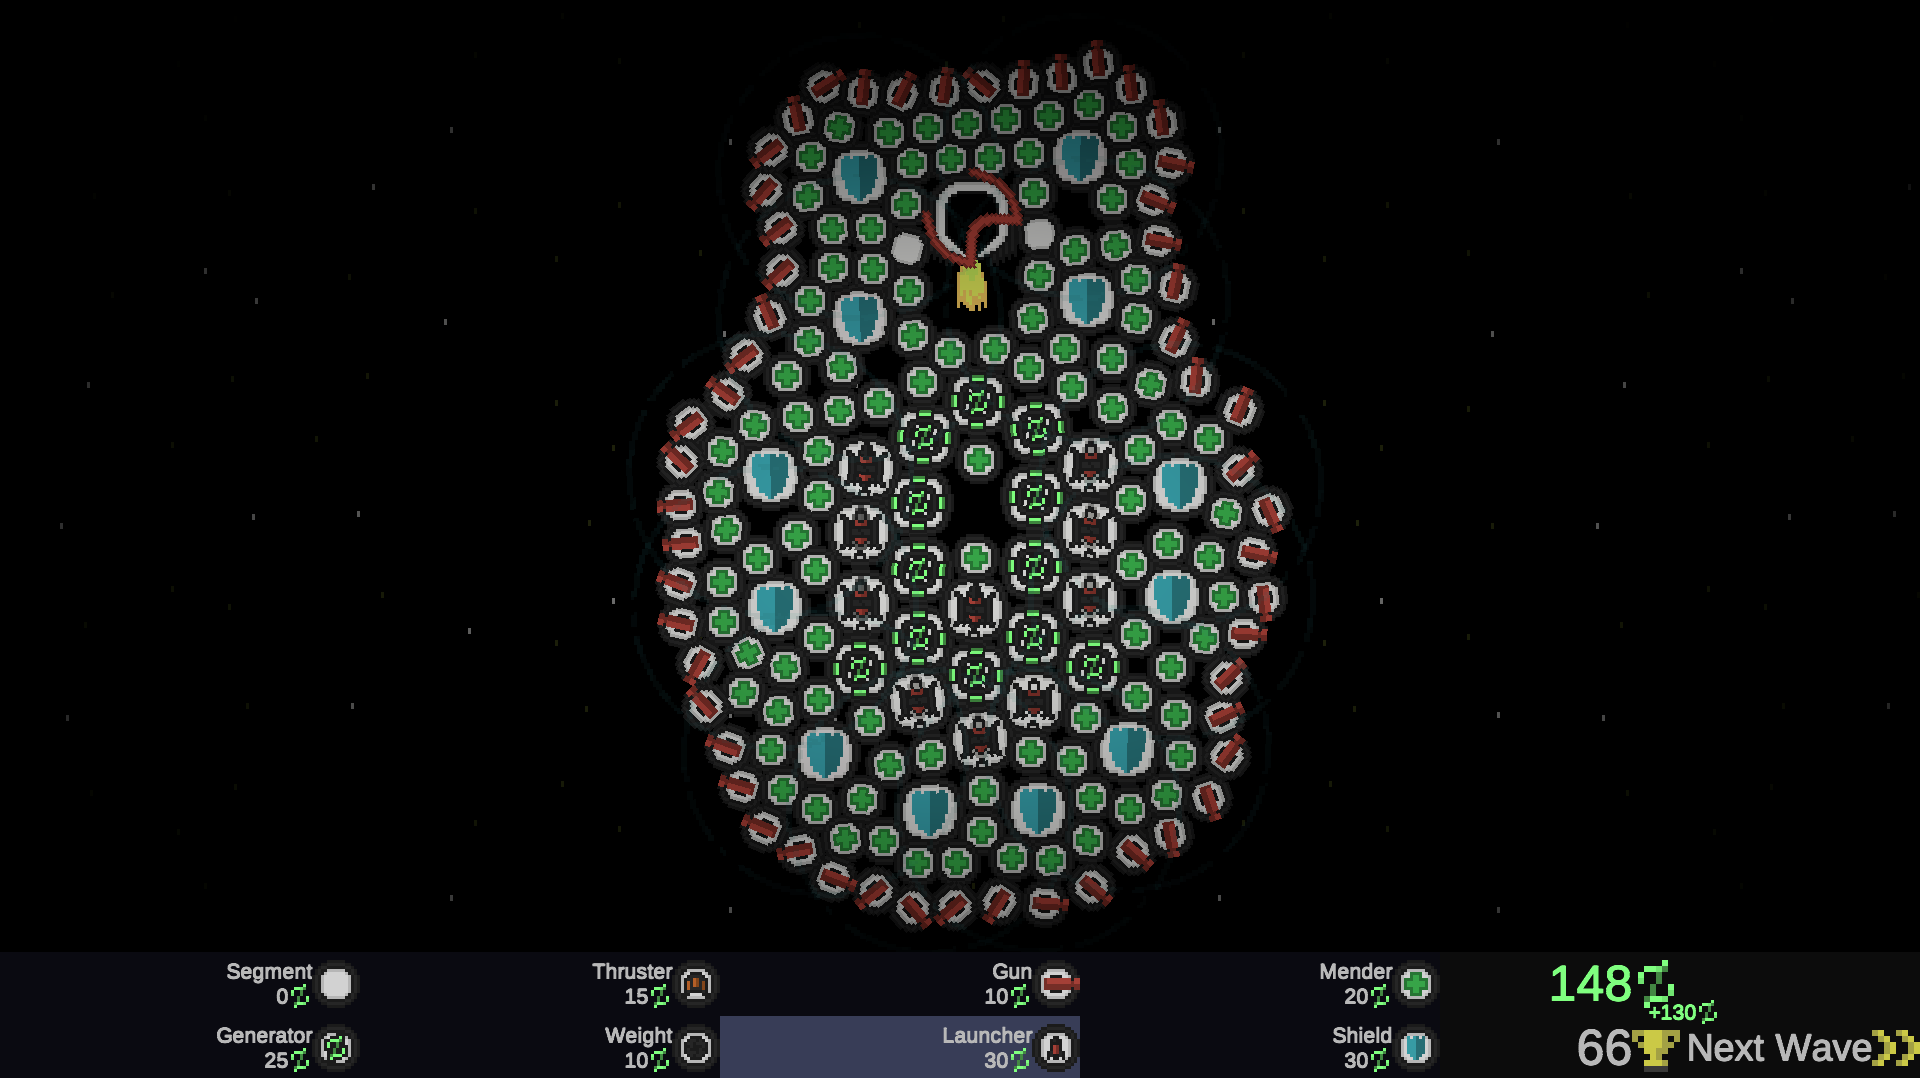 Segment
0
Thruster
15
Gun
10
Mender
20
148
+130
Generator
25
Weight
10
Launcher
30
Shield
30
66 Next Wave